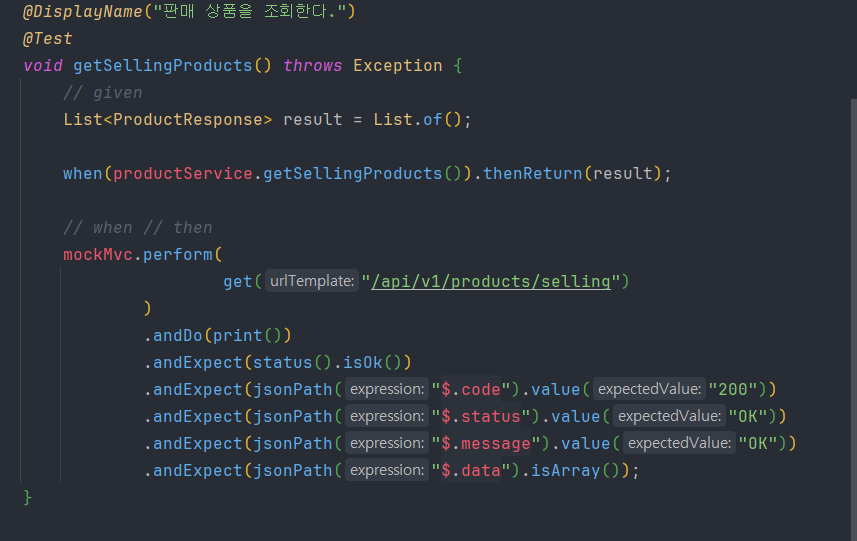 @DisplayName("판매 상품을 조회한다.")
@Test
void getSellingProducts() throws Exception {
// given
List<ProductResponse> result = List.of();
when(productService.getSellingProducts()).thenReturn(result);
// when // then
mockMvc.perform(
get( urlTemplate: "/api/v1/products/selling")
)
.andDo(print())
.andExpect(status().isOk())
.andExpect(jsonPath( expression: "$.code").value( expectedValue: "200"))
.andExpect(jsonPath( expression: "$.status").value( expectedValue: "OK"))
.andExpect(jsonPath( expression: "$.message").value( expectedValue: "OK"))
.andExpect(jsonPath( expression: "$.data").isArray());
}